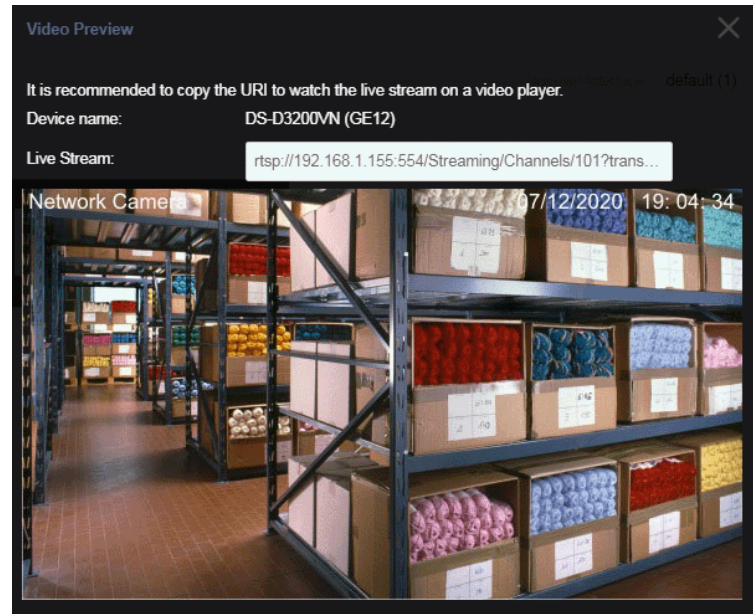 Video Preview
default (1)
It is recommended to copy the URI to watch the live stream on a video player.
Device name: DS-D3200VN (GE12)
Live Stream: rtsp://192.168.1.155:554/Streaming/Channels/101?trans...
Network Camera 07/12/2020 19: 04: 34